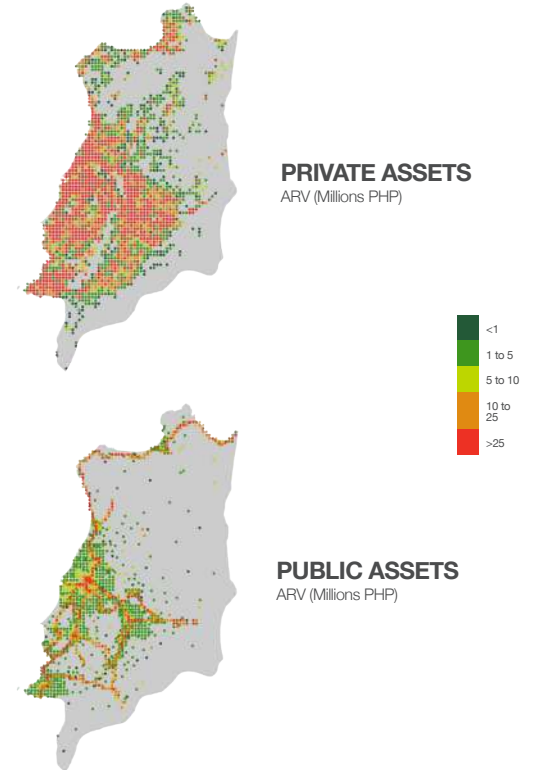 PRIVATE ASSETS
ARV (Millions PHP)
<1
1 to 5
5 to 10
10 to
25
>25
PUBLIC ASSETS
ARV (Millions PHP)